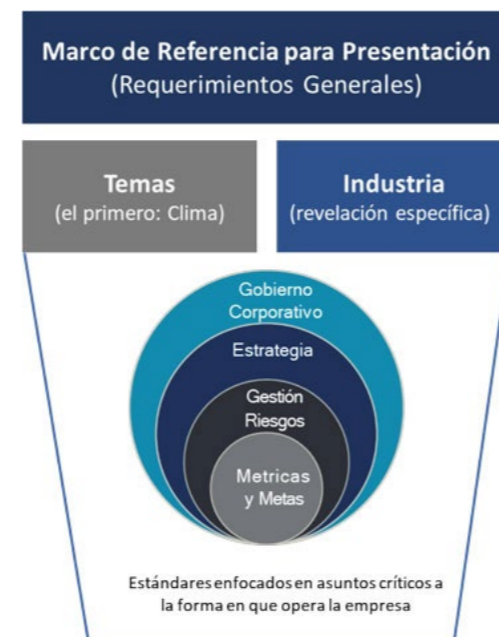 Marco de Referencia para Presentación
(Requerimientos Generales)
Temas
(el primero: Clima)
Industria
(revelación específica)
Gobierno
Corporativo
Estrategia
Gestión
Riesgos
Metricas
y Metas
Estándares enfocados en asuntos críticos a
la forma en que opera la empresa